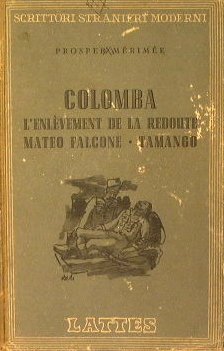 SCRITTORI STRANIERI MODERNI
PROSPER MÉRIMÉE
COLOMBA
L'ENLÈVEMENT DE LA REDOUTE
MATEO FALCONE · TAMANGO
LATTES